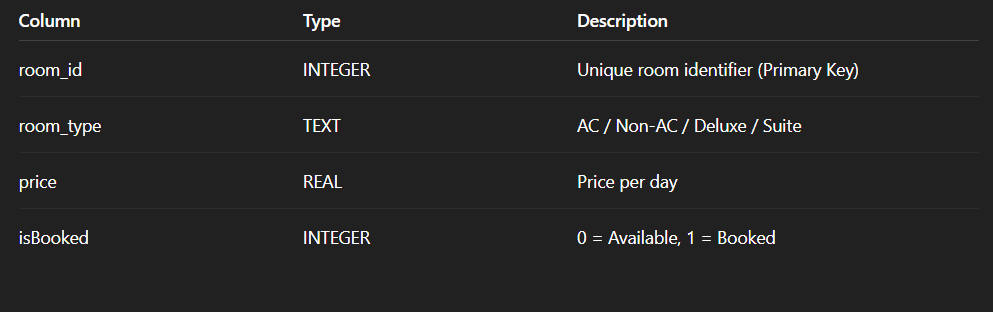 Column Type Description
room_id INTEGER Unique room identifier (Primary Key)
room_type TEXT AC / Non-AC / Deluxe / Suite
price REAL Price per day
isBooked INTEGER 0 = Available, 1 = Booked